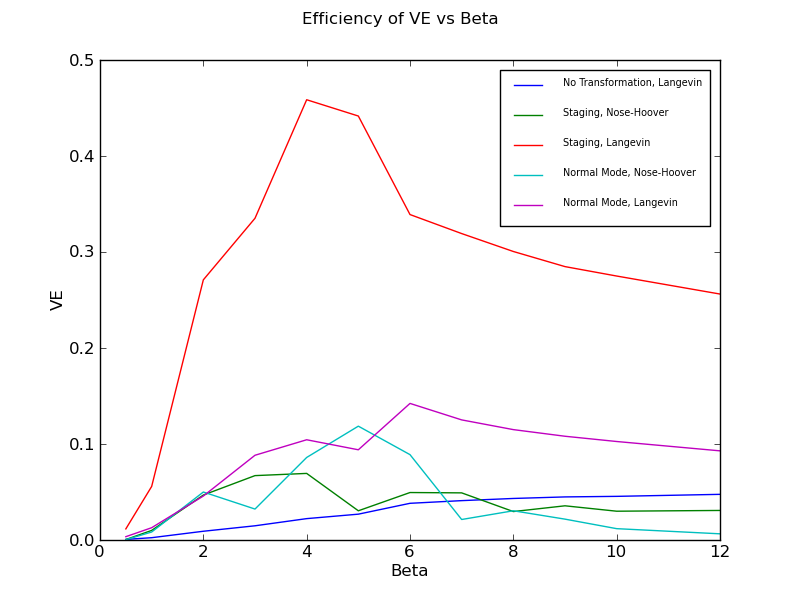 Efficiency of VE vs Beta
0.5
0.4
0.3
0.2
0.1
0.0
VE
No Transformation, Langevin
Staging, Nose-Hoover
Staging, Langevin
Normal Mode, Nose-Hoover
Normal Mode, Langevin
0 2 4 6 8 10 12
Beta